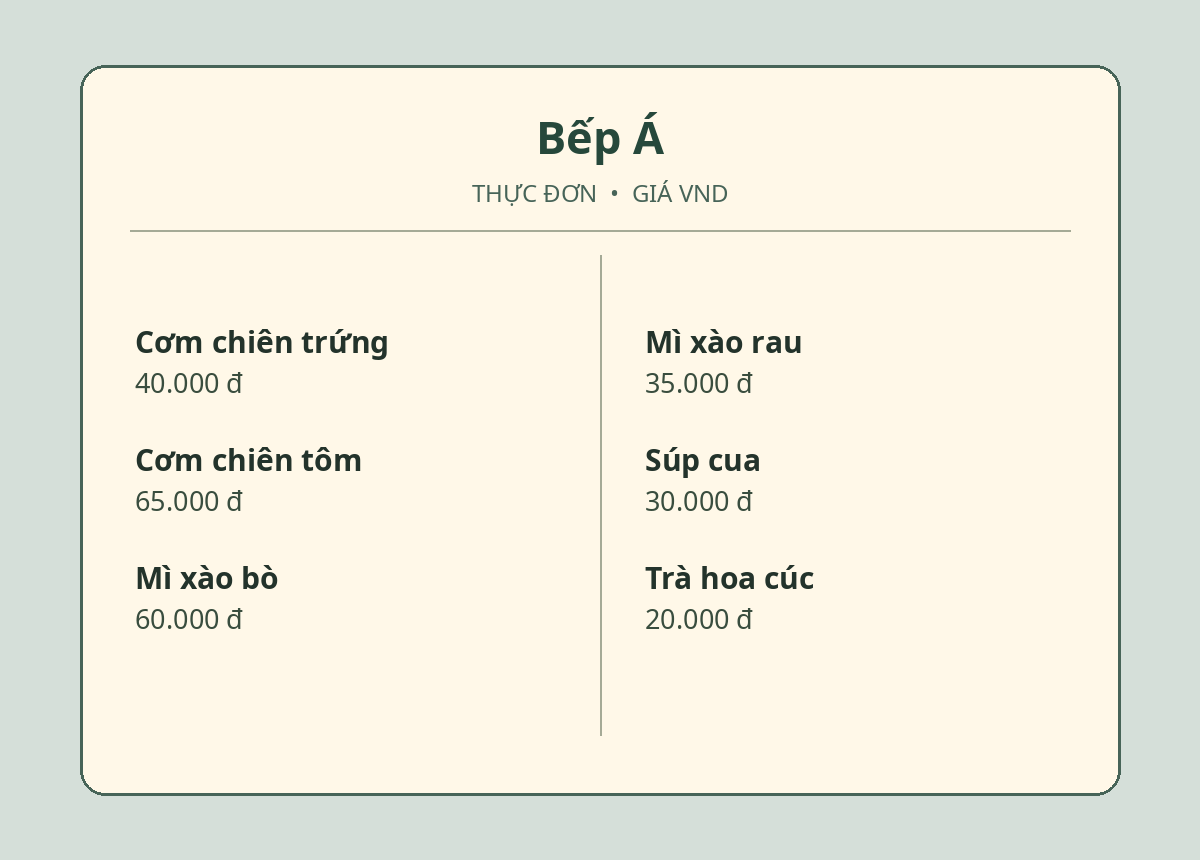 Bếp Á
THỰC ĐƠN • GIÁ VND
Cơm chiên trứng
40.000 đ
Cơm chiên tôm
65.000 đ
Mì xào bò
60.000 đ
Mì xào rau
35.000 đ
Súp cua
30.000 đ
Trà hoa cúc
20.000 đ